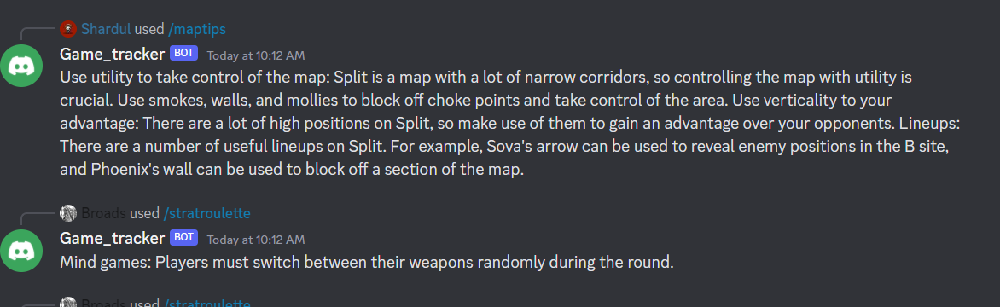 Shardul used /maptips
Game_tracker BOT Today at 10:12 AM
Use utility to take control of the map: Split is a map with a lot of narrow corridors, so controlling the map with utility is
crucial. Use smokes, walls, and mollies to block off choke points and take control of the area. Use verticality to your
advantage: There are a lot of high positions on Split, so make use of them to gain an advantage over your opponents. Lineups:
There are a number of useful lineups on Split. For example, Sova's arrow can be used to reveal enemy positions in the B site,
and Phoenix's wall can be used to block off a section of the map.
Broads used /stratroulette
Game_tracker BOT Today at 10:12 AM
Mind games: Players must switch between their weapons randomly during the round.
Broads used /stratroulette